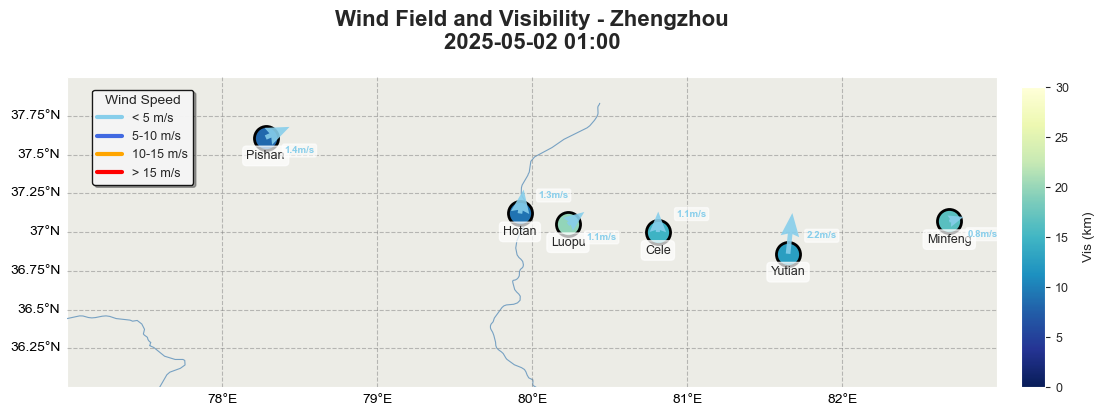 Wind Field and Visibility - Zhengzhou
2025-05-02 01:00
Wind Speed
< 5 m/s
5-10 m/s
10-15 m/s
> 15 m/s
37.75°N
37.5°N
37.25°N
37°N
36.75°N
36.5°N
36.25°N
Pishan
1.4m/s
Hotan
1.3m/s
Luopu
1.1m/s
Cele
1.1m/s
Yutian
2.2m/s
Minfeng
0.8m/s
78°E
79°E
80°E
81°E
82°E
30
25
20
15
10
5
0
Vis (km)